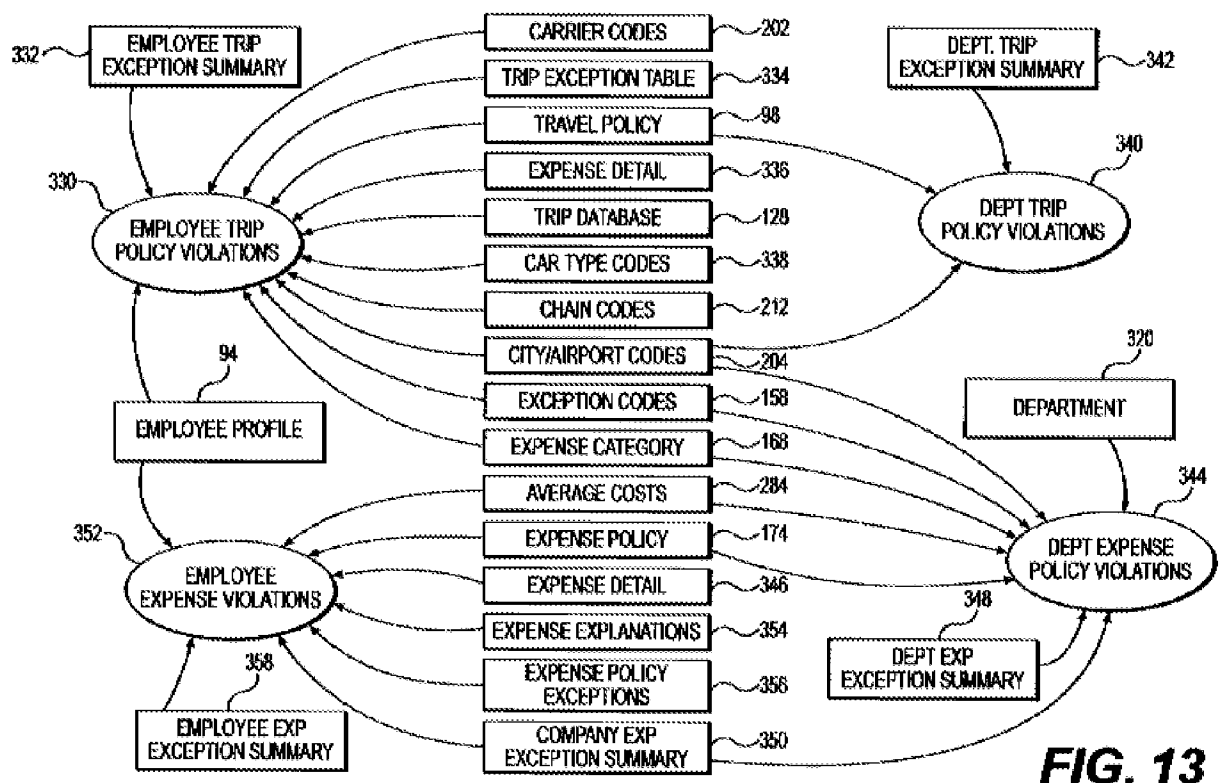 332
EMPLOYEE TRIP
EXCEPTION SUMMARY
330
EMPLOYEE TRIP
POLICY VIOLATIONS
94
EMPLOYEE PROFILE
352
EMPLOYEE
EXPENSE VIOLATIONS
358
EMPLOYEE EXP
EXCEPTION SUMMARY
CARRIER CODES 202
TRIP EXCEPTION TABLE 334
TRAVEL POLICY 98
EXPENSE DETAIL 336
TRIP DATABASE 128
CAR TYPE CODES 338
CHAIN CODES 212
CITY/AIRPORT CODES 204
EXCEPTION CODES 158
EXPENSE CATEGORY 168
AVERAGE COSTS 284
EXPENSE POLICY 174
EXPENSE DETAIL 346
EXPENSE EXPLANATIONS 354
EXPENSE POLICY
EXCEPTIONS 356
COMPANY EXP
EXCEPTION SUMMARY 350
DEPT. TRIP
EXCEPTION SUMMARY 342
340
DEPT TRIP
POLICY VIOLATIONS
320
DEPARTMENT
344
DEPT EXPENSE
POLICY VIOLATIONS
348
DEPT EXP
EXCEPTION SUMMARY
FIG. 13